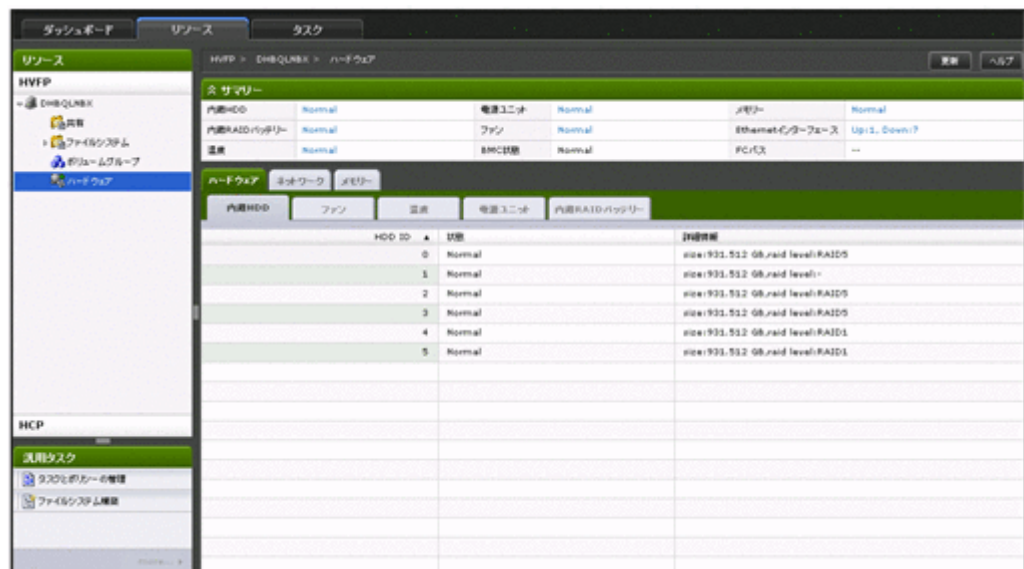 ダッシュボード リソース タスク
リソース
HVFP > DHBQLNBX > ハードウェア
更新 ヘルプ
HVFP
DHBQLNBX
共有
ファイルシステム
ボリュームグループ
ハードウェア
HCP
汎用タスク
タスクとポリシーの管理
ファイルシステム構築
more...
サマリー
内蔵HDD Normal 電源ユニット Normal メモリー Normal
内蔵RAIDバッテリー Normal ファン Normal Ethernetインターフェース Up:1, Down:7
温度 Normal BMC状態 Normal FCパス --
ハードウェア ネットワーク メモリー
内蔵HDD ファン 温度 電源ユニット 内蔵RAIDバッテリー
HDD ID ▲ 状態 詳細情報
0 Normal size:931.512 GB,raid level:RAID5
1 Normal size:931.512 GB,raid level:-
2 Normal size:931.512 GB,raid level:RAID5
3 Normal size:931.512 GB,raid level:RAID5
4 Normal size:931.512 GB,raid level:RAID1
5 Normal size:931.512 GB,raid level:RAID1